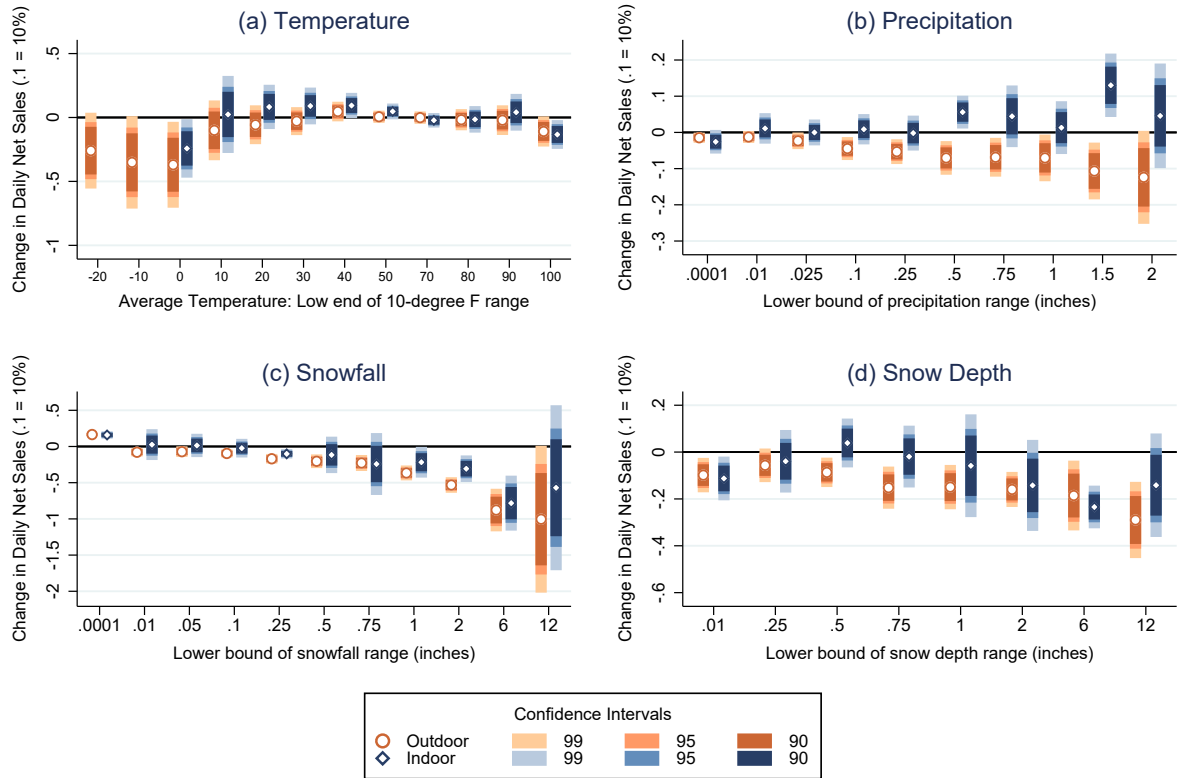 (a) Temperature
Change in Daily Net Sales (.1 = 10%)
.5
0
-.5
-1
-20 -10 0 10 20 30 40 50 70 80 90 100
Average Temperature: Low end of 10-degree F range
(b) Precipitation
Change in Daily Net Sales (.1 = 10%)
.2
.1
0
-.1
-.2
-.3
.0001 .01 .025 .1 .25 .5 .75 1 1.5 2
Lower bound of precipitation range (inches)
(c) Snowfall
Change in Daily Net Sales (.1 = 10%)
.5
0
-.5
-1
-1.5
-2
.0001 .01 .05 .1 .25 .5 .75 1 2 6 12
Lower bound of snowfall range (inches)
(d) Snow Depth
Change in Daily Net Sales (.1 = 10%)
.2
0
-.2
-.4
-.6
.01 .25 .5 .75 1 2 6 12
Lower bound of snow depth range (inches)
Confidence Intervals
Outdoor 99 95 90
Indoor 99 95 90